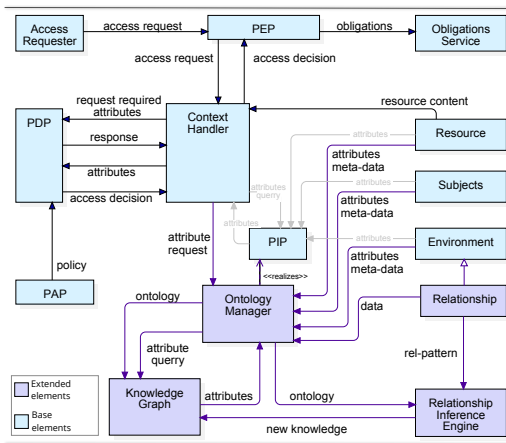 Access
Requester
access request
PEP
obligations
Obligations
Service
access request
access decision
request required
attributes
PDP
Context
Handler
resource content
Resource
response
attributes
attributes
meta-data
attributes
attributes
querry
attributes
Subjects
access decision
attributes
meta-data
attributes
attribute
request
PIP
attributes
Environment
policy
<<realizes>>
attributes
meta-data
PAP
ontology
Ontology
Manager
data
Relationship
attribute
querry
rel-pattern
Extended
elements
Base
elements
Knowledge
Graph
attributes
ontology
Relationship
Inference
Engine
new knowledge